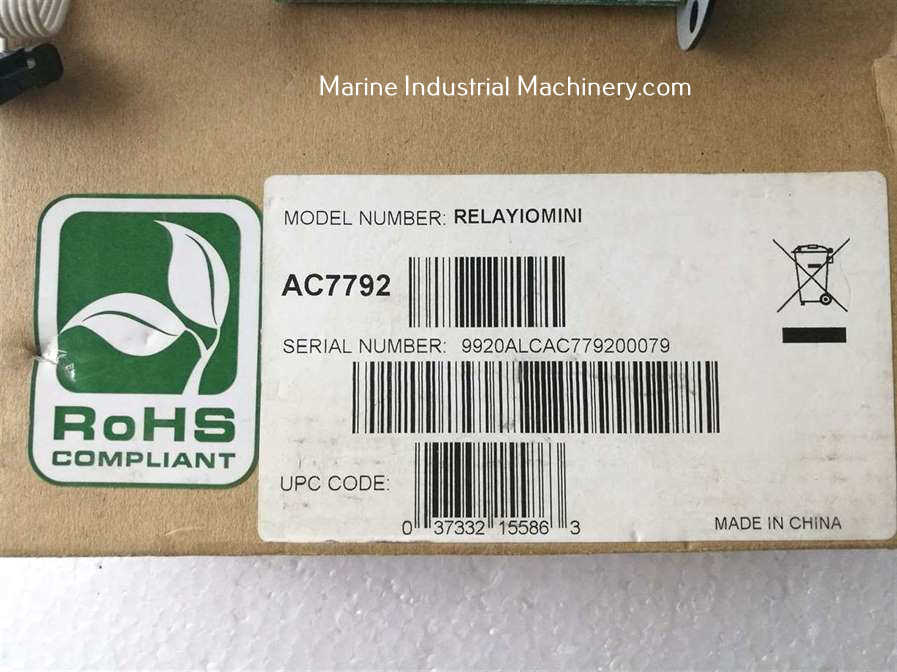 Marine Industrial Machinery.com
MODEL NUMBER: RELAYIOMINI
AC7792
SERIAL NUMBER: 9920ALCAC779200079
RoHS
COMPLIANT
UPC CODE:
0 37332 15586 3
MADE IN CHINA